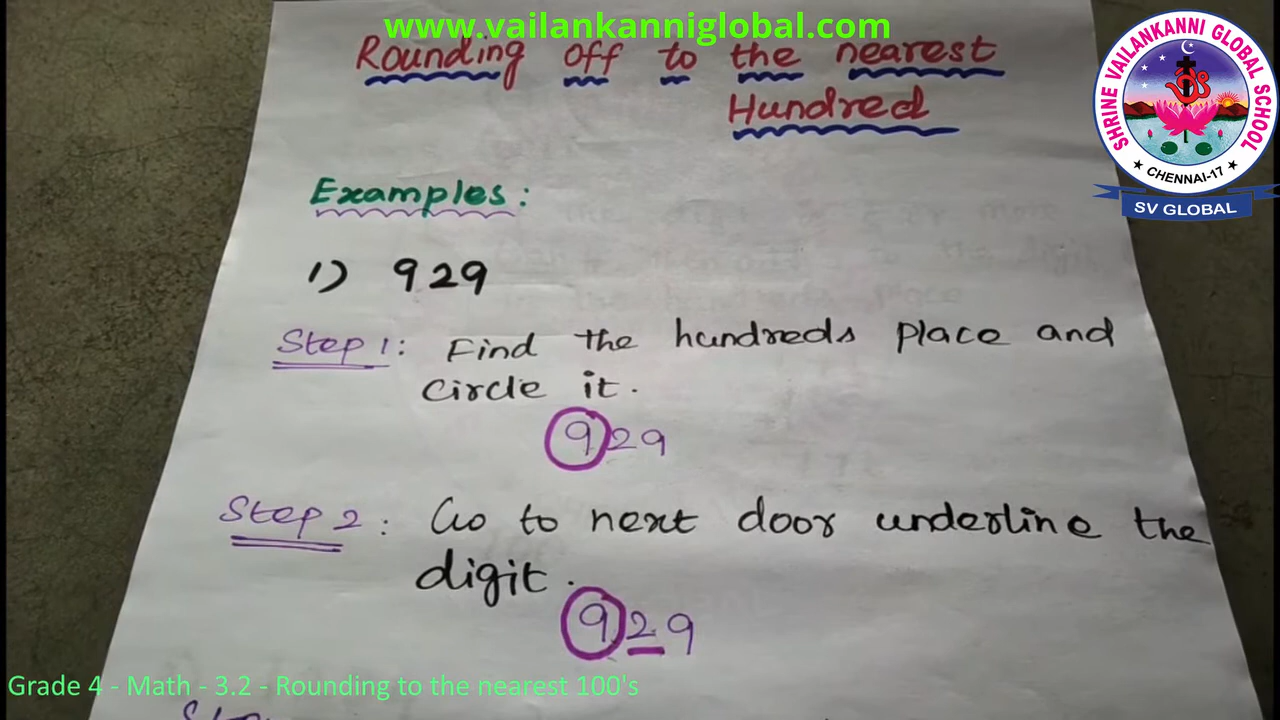 www.vailankanniglobal.com
Rounding off to the nearest
Hundred
SHRINE VAILANKANNI GLOBAL SCHOOL
★ CHENNAI-17 ★
SV GLOBAL
Examples:
1) 929
Step 1: Find the hundreds place and
circle it.
929
Step 2: Go to next door underline the
digit.
929
Grade 4 - Math - 3.2 - Rounding to the nearest 100's